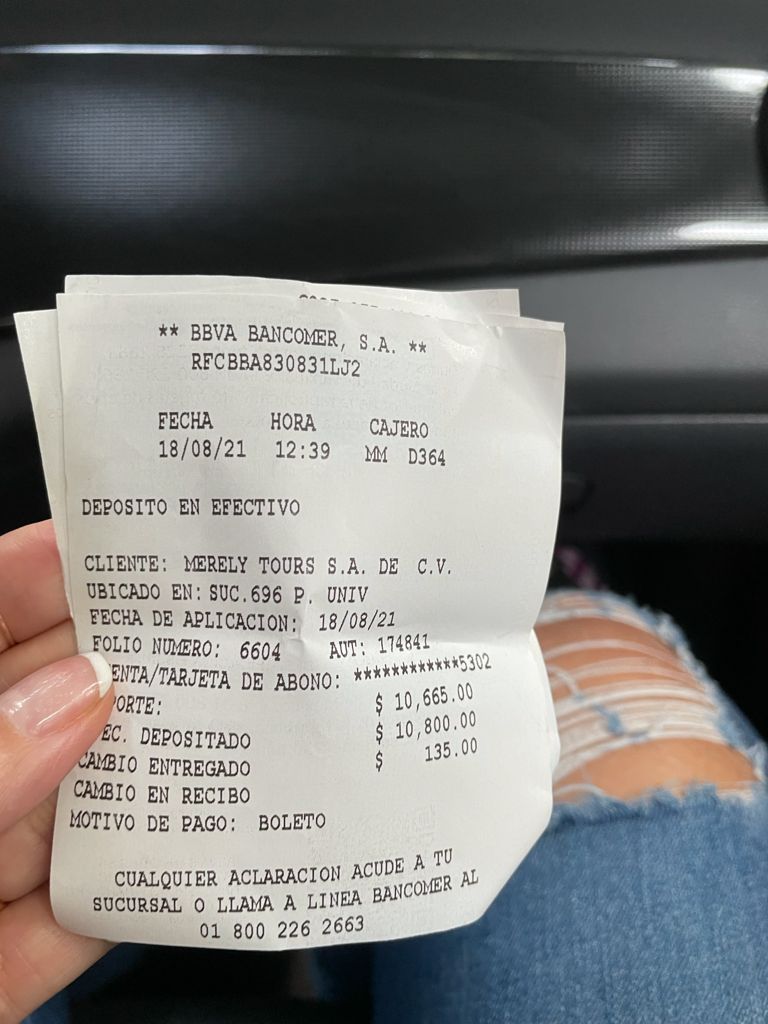 ** BBVA BANCOMER, S.A. **
RFCBBA830831LJ2
FECHA HORA CAJERO
18/08/21 12:39 MM D364
DEPOSITO EN EFECTIVO
CLIENTE: MERELY TOURS S.A. DE C.V.
UBICADO EN: SUC.696 P. UNIV
FECHA DE APLICACION: 18/08/21
FOLIO NUMERO: 6604 AUT: 174841
ENTA/TARJETA DE ABONO: ************5302
PORTE: $ 10,665.00
EC. DEPOSITADO $ 10,800.00
CAMBIO ENTREGADO $ 135.00
CAMBIO EN RECIBO
MOTIVO DE PAGO: BOLETO
CUALQUIER ACLARACION ACUDE A TU
SUCURSAL O LLAMA A LINEA BANCOMER AL
01 800 226 2663